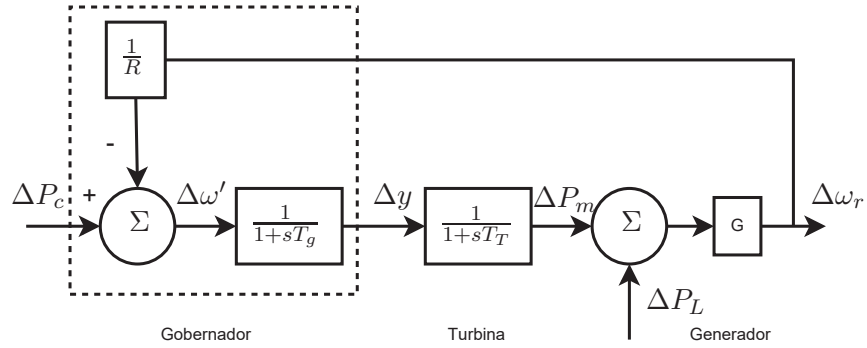 1/R
-
ΔP_c
+
Σ
Δω′
1/(1+sT_g)
Δy
1/(1+sT_T)
ΔP_m
Σ
G
Δω_r
ΔP_L
Gobernador
Turbina
Generador